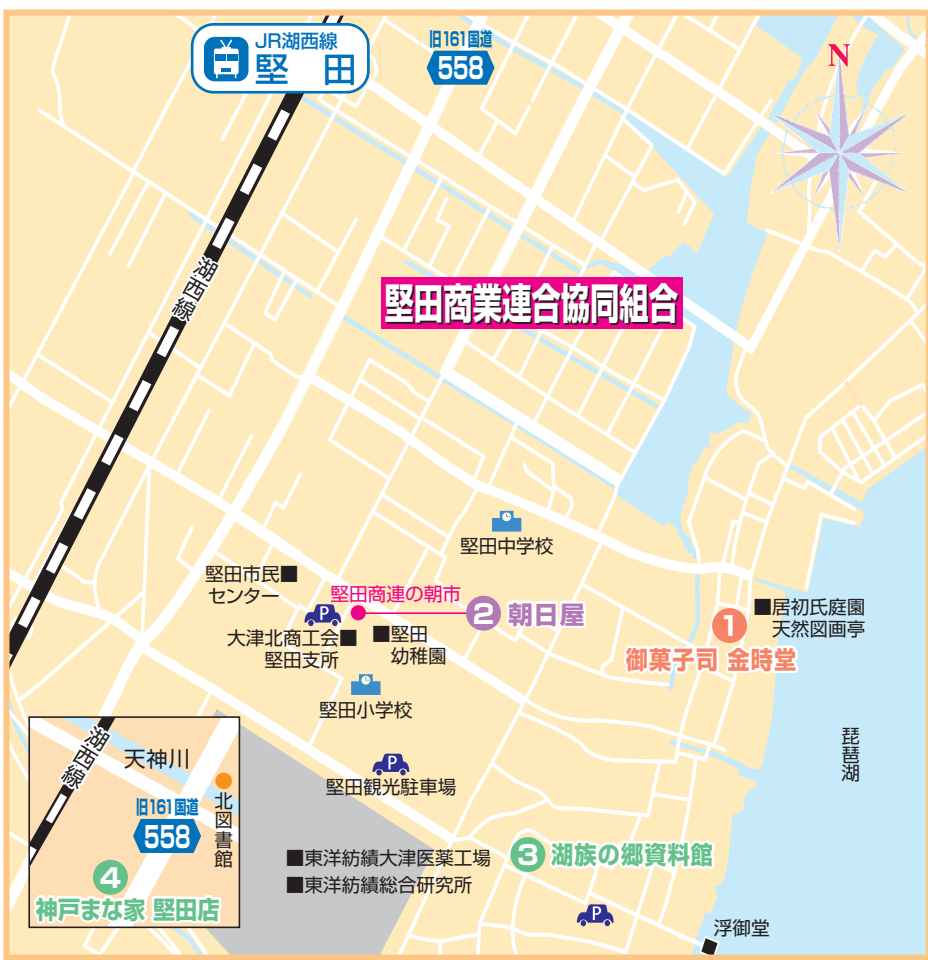 JR湖西線
堅田
旧161国道
558
N
湖西線
堅田商業連合協同組合
堅田中学校
堅田市民■
センター
堅田商連の朝市
P
2 朝日屋
■居初氏庭園
天然図画亭
1
御菓子司 金時堂
大津北商工会■
堅田支所
■堅田
幼稚園
堅田小学校
琵琶湖
P
堅田観光駐車場
湖西線
天神川
旧161国道
558
北図書館
4
神戸まな家 堅田店
■東洋紡績大津医薬工場
■東洋紡績総合研究所
3 湖族の郷資料館
P
浮御堂